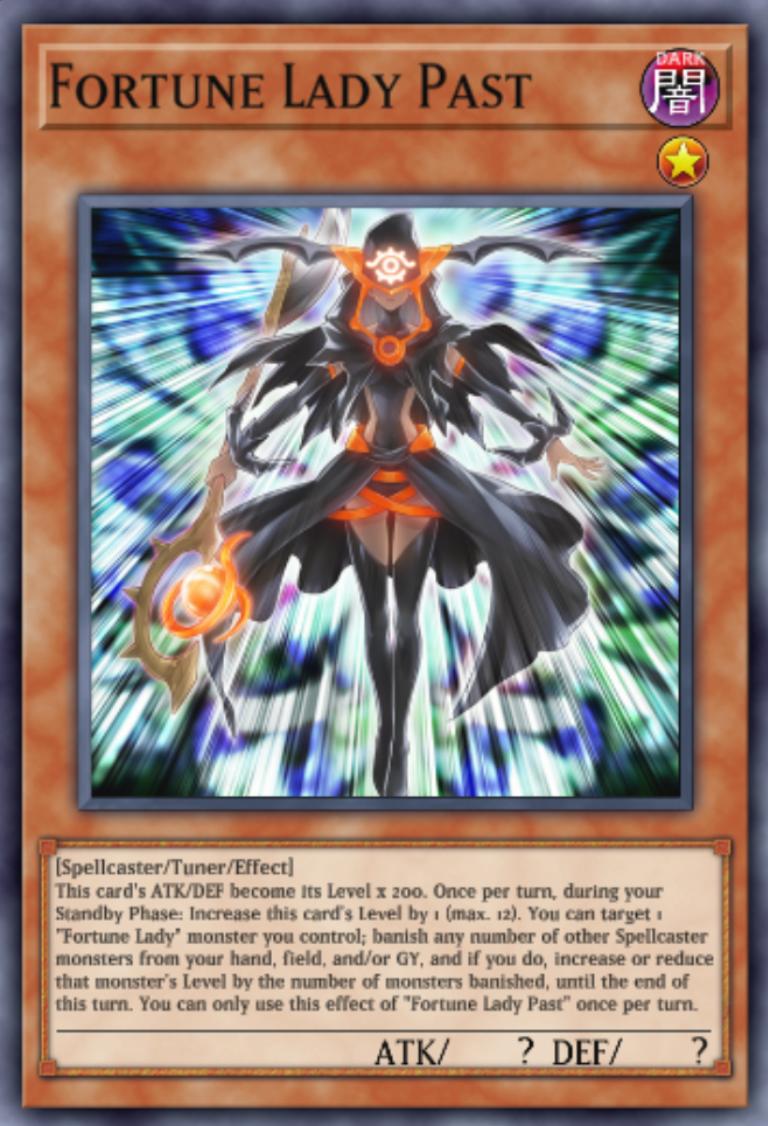 FORTUNE LADY PAST
DARK
闇
[Spellcaster/Tuner/Effect]
This card's ATK/DEF become its Level x 200. Once per turn, during your
Standby Phase: Increase this card's Level by 1 (max. 12). You can target 1
"Fortune Lady" monster you control; banish any number of other Spellcaster
monsters from your hand, field, and/or GY, and if you do, increase or reduce
that monster's Level by the number of monsters banished, until the end of
this turn. You can only use this effect of "Fortune Lady Past" once per turn.
ATK/ ? DEF/ ?